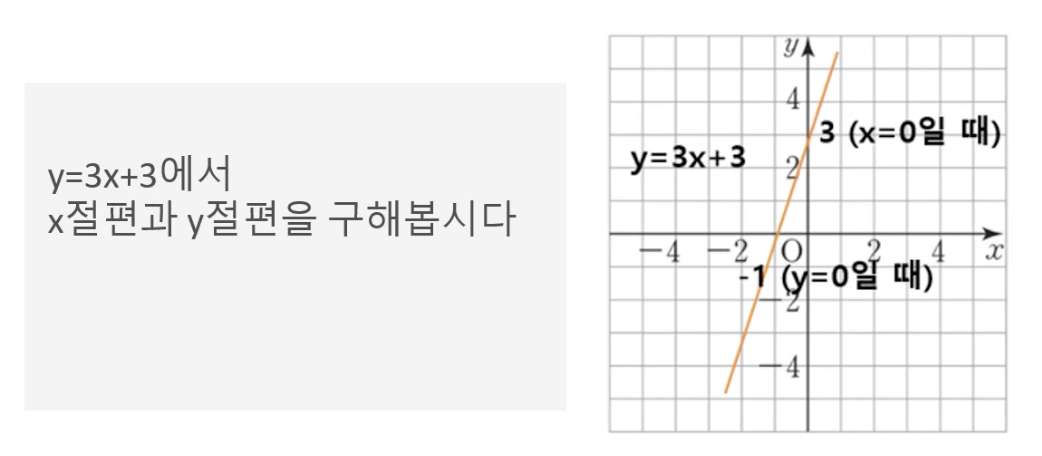 y=3x+3에서
x절편과 y절편을 구해봅시다
y
4
3 (x=0일 때)
y=3x+3
2
-4 -2 O 2 4 x
-1 (y=0일 때)
-2
-4